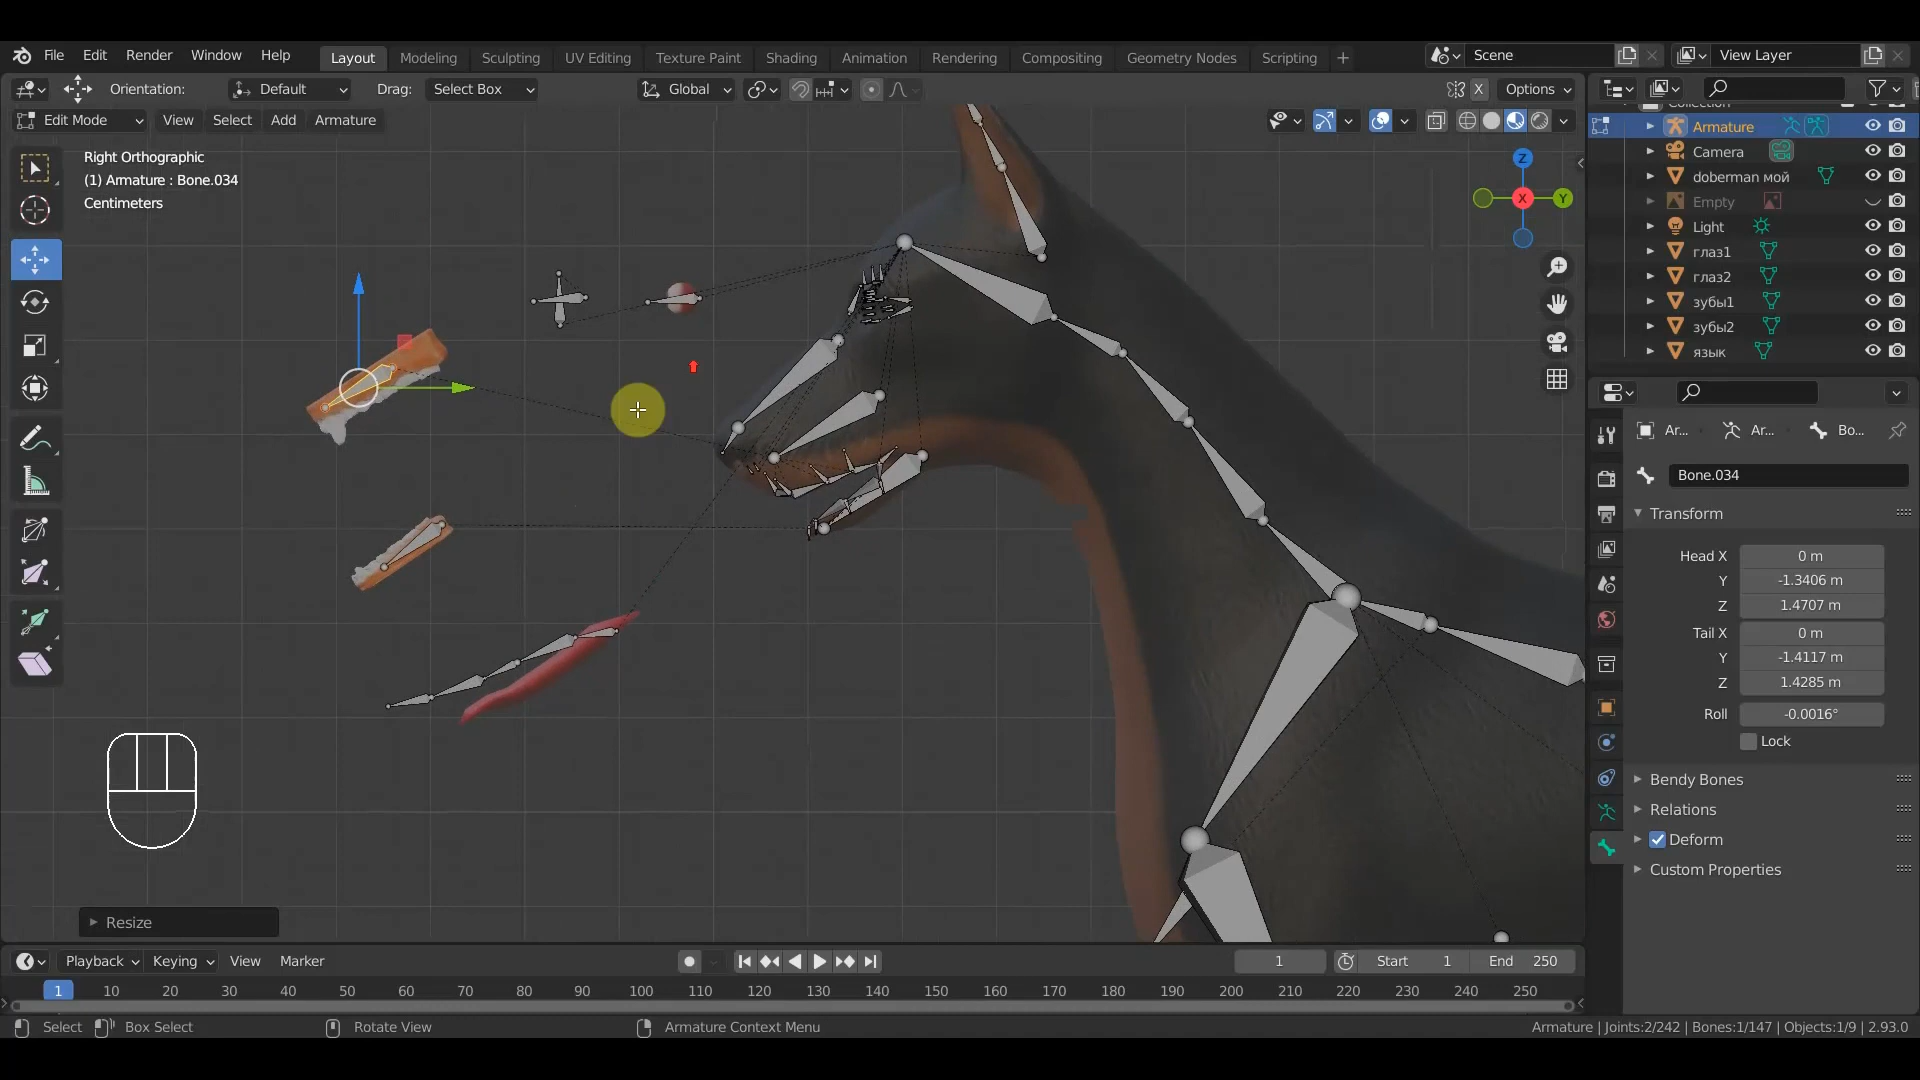 File Edit Render Window Help Layout Modeling Sculpting UV Editing Texture Paint Shading Animation Rendering Compositing Geometry Nodes Scripting + Scene View Layer
Orientation: Default Drag: Select Box Global X Options
Edit Mode View Select Add Armature
Collection
Right Orthographic
(1) Armature : Bone.034
Centimeters
Z
X
Y
Armature
Camera
doberman мой
Empty
Light
глаз1
глаз2
зубы1
зубы2
язык
Ar... Ar... Bo...
Bone.034
Transform
Head X 0 m
Y -1.3406 m
Z 1.4707 m
Tail X 0 m
Y -1.4117 m
Z 1.4285 m
Roll -0.0016°
Lock
Bendy Bones
Relations
Deform
Custom Properties
Resize
Playback Keying View Marker 1 Start 1 End 250
1 10 20 30 40 50 60 70 80 90 100 110 120 130 140 150 160 170 180 190 200 210 220 230 240 250
Select Box Select Rotate View Armature Context Menu Armature | Joints:2/242 | Bones:1/147 | Objects:1/9 | 2.93.0